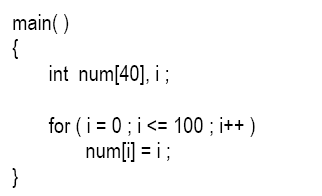 main( )
{
int num[40], i ;
for ( i = 0 ; i <= 100 ; i++ )
num[i] = i ;
}